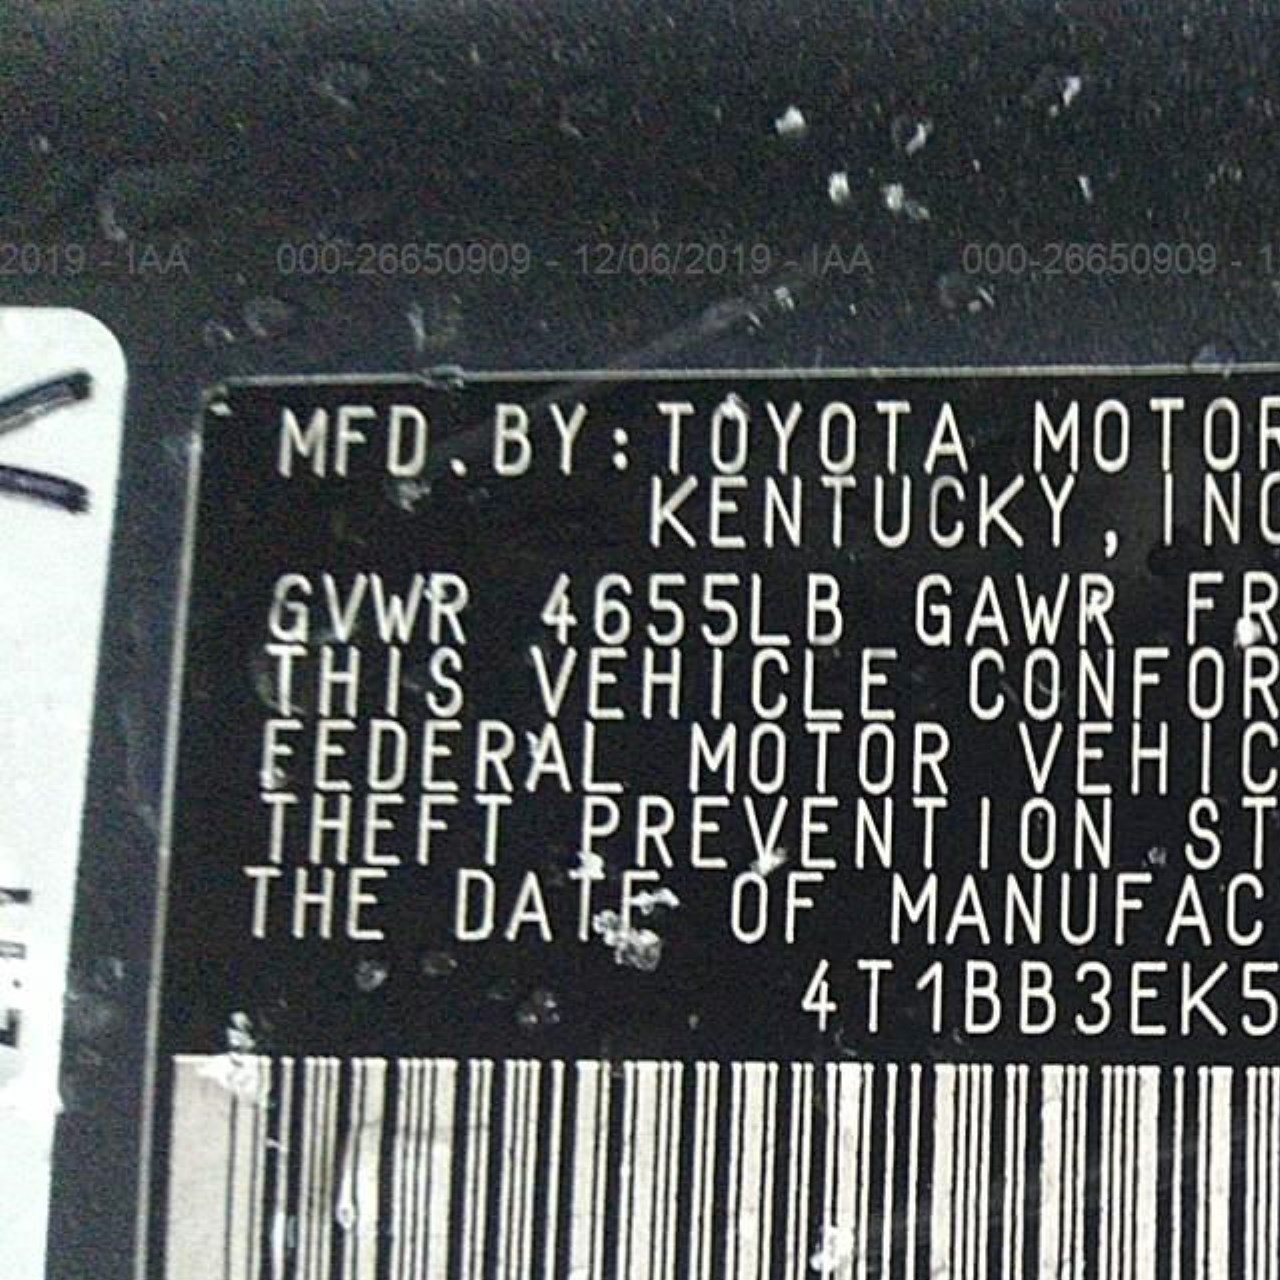 2019 - IAA 000-26650909 - 12/06/2019 - IAA 000-26650909 - 1
MFD.BY:TOYOTA MOTOR
KENTUCKY, INC
GVWR 4655LB GAWR FR
THIS VEHICLE CONFOR
FEDERAL MOTOR VEHIC
THEFT PREVENTION ST
THE DATE OF MANUFAC
4T1BB3EK5